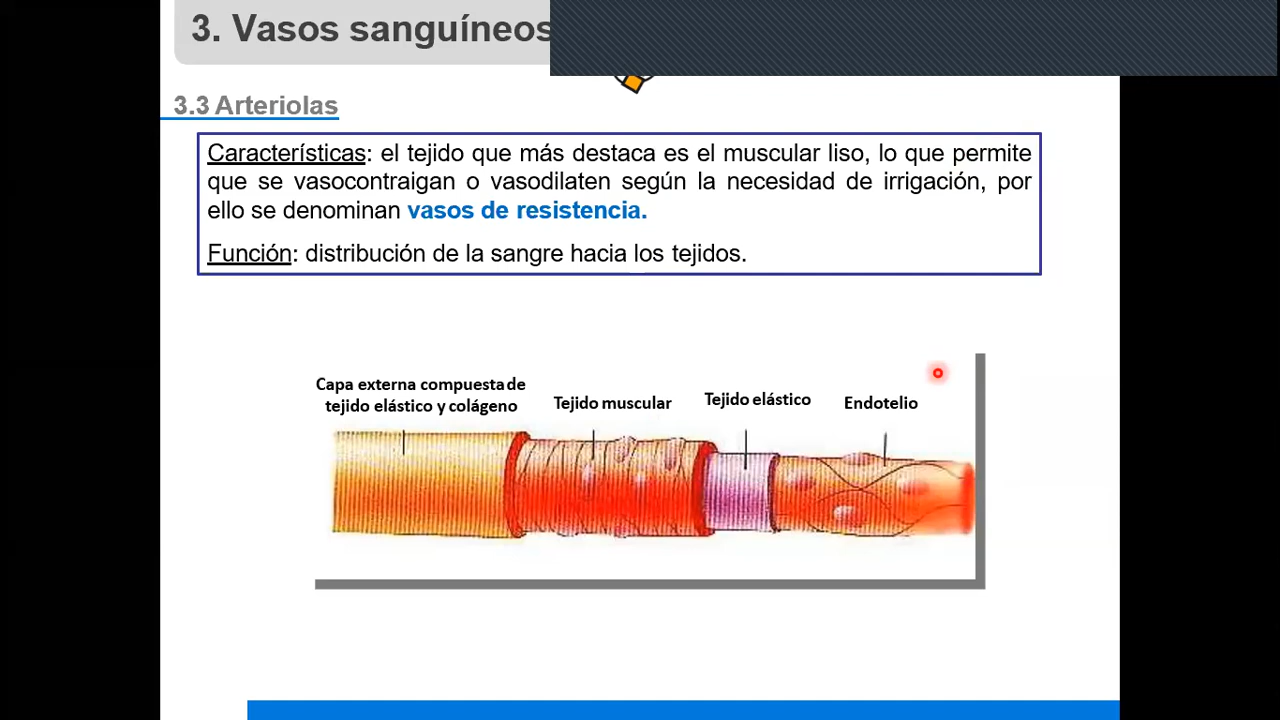 3. Vasos sanguíneos
3.3 Arteriolas
Características: el tejido que más destaca es el muscular liso, lo que permite
que se vasocontraigan o vasodilaten según la necesidad de irrigación, por
ello se denominan vasos de resistencia.
Función: distribución de la sangre hacia los tejidos.
Capa externa compuesta de
tejido elástico y colágeno
Tejido muscular
Tejido elástico
Endotelio